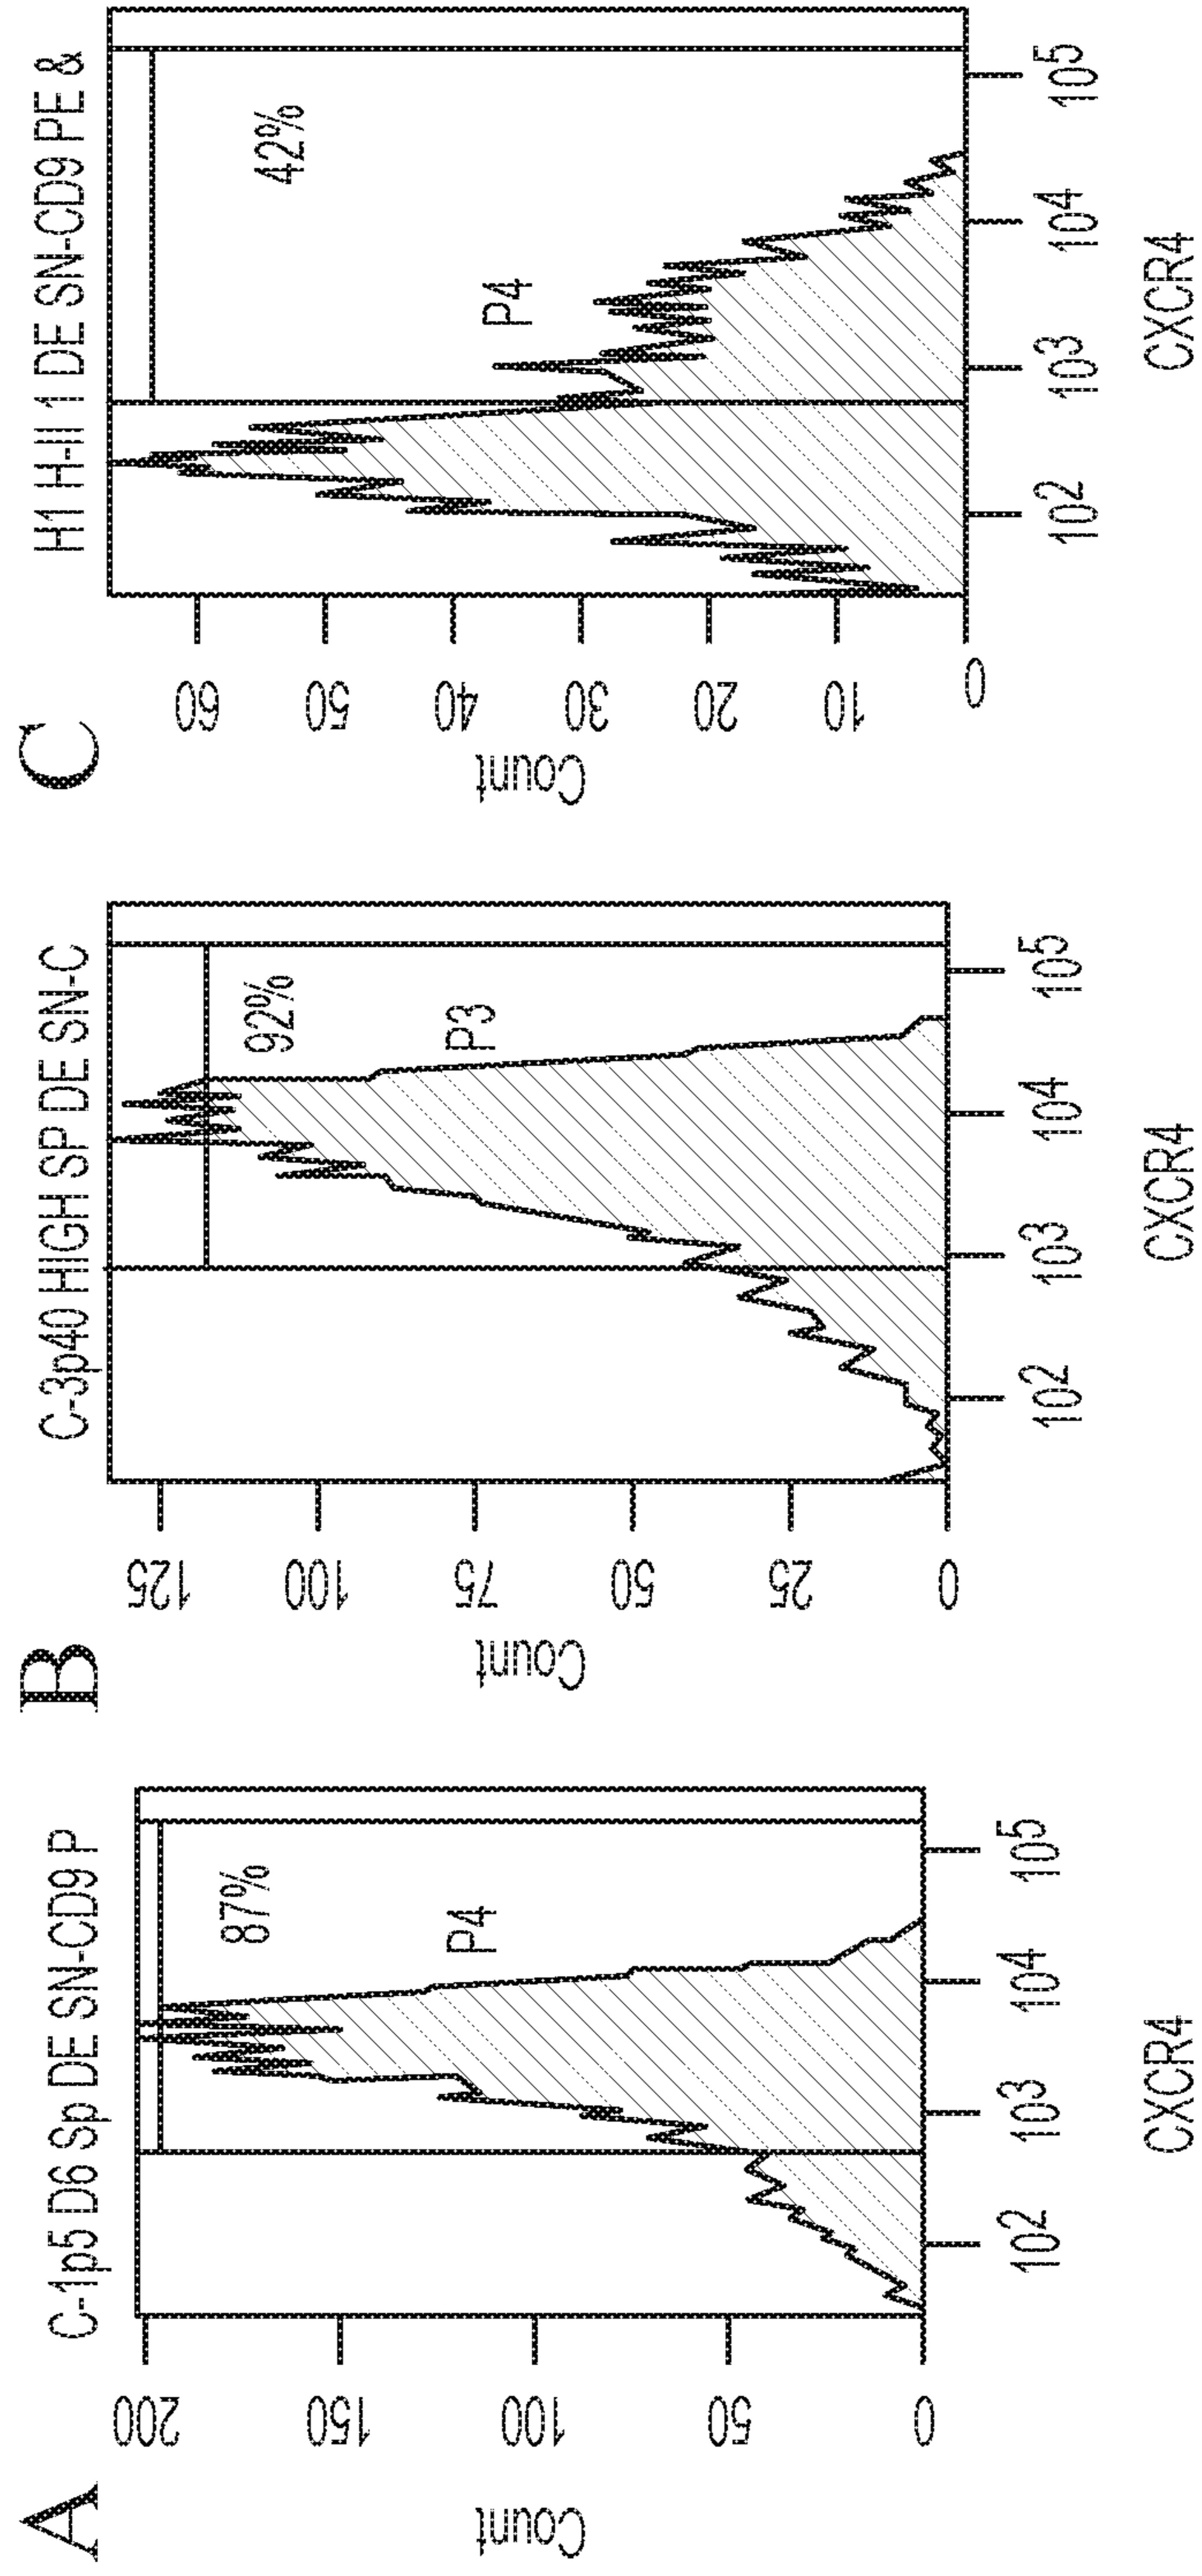 A
C-1p5 D6 Sp DE SN-CD9 P
Count
200
150
100
50
0
87%
P4
10²
10³
10⁴
10⁵
CXCR4
B
C-3p40 HIGH SP DE SN-C
Count
125
100
75
50
25
0
92%
P3
10²
10³
10⁴
10⁵
CXCR4
C
H1 H-II 1 DE SN-CD9 PE &
Count
60
50
40
30
20
10
0
42%
P4
10²
10³
10⁴
10⁵
CXCR4